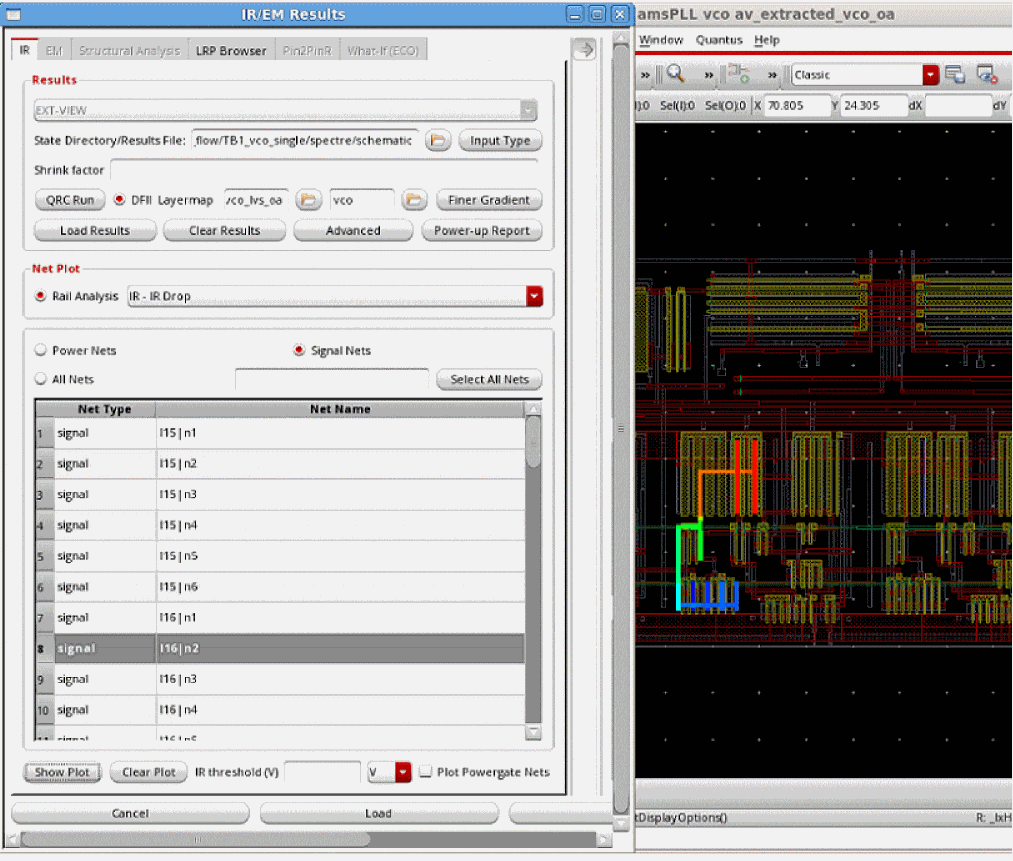 IR/EM Results
amsPLL vco av_extracted_vco_oa
Window Quantus Help
IR EM Structural Analysis LRP Browser Pin2PinR What-If (ECO)
» » » Classic
Results
):0 Sel(I):0 Sel(O):0 X 70.805 Y 24.305 dX dY
EXT-VIEW
State Directory/Results File: _flow/TB1_vco_single/spectre/schematic Input Type
Shrink factor
QRC Run DFII Layermap vco_lvs_oa vco Finer Gradient
Load Results Clear Results Advanced Power-up Report
Net Plot
Rail Analysis IR - IR Drop
Power Nets Signal Nets
All Nets Select All Nets
Net Type Net Name
1 signal I15|n1
2 signal I15|n2
3 signal I15|n3
4 signal I15|n4
5 signal I15|n5
6 signal I15|n6
7 signal I16|n1
8 signal I16|n2
9 signal I16|n3
10 signal I16|n4
11 signal I16|n5
Show Plot Clear Plot IR threshold (V) V Plot Powergate Nets
Cancel Load
tDisplayOptions() R: _lxH